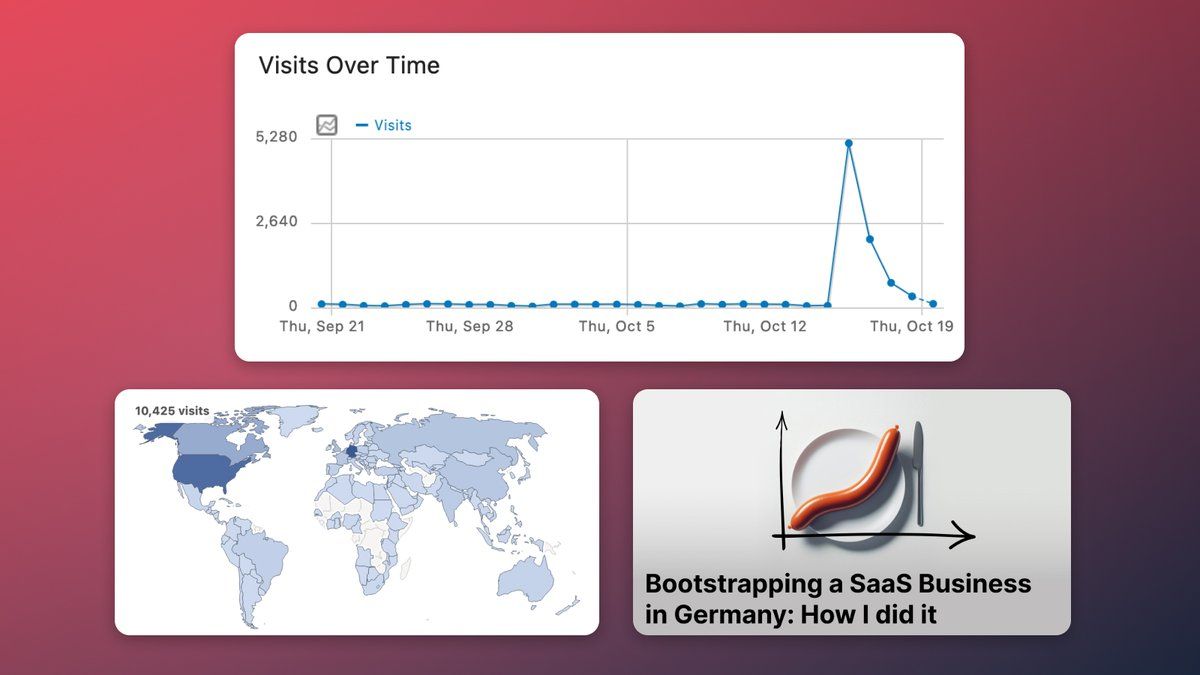 Visits Over Time
Visits
5,280
2,640
0
Thu, Sep 21
Thu, Sep 28
Thu, Oct 5
Thu, Oct 12
Thu, Oct 19
10,425 visits
Bootstrapping a SaaS Business
in Germany: How I did it